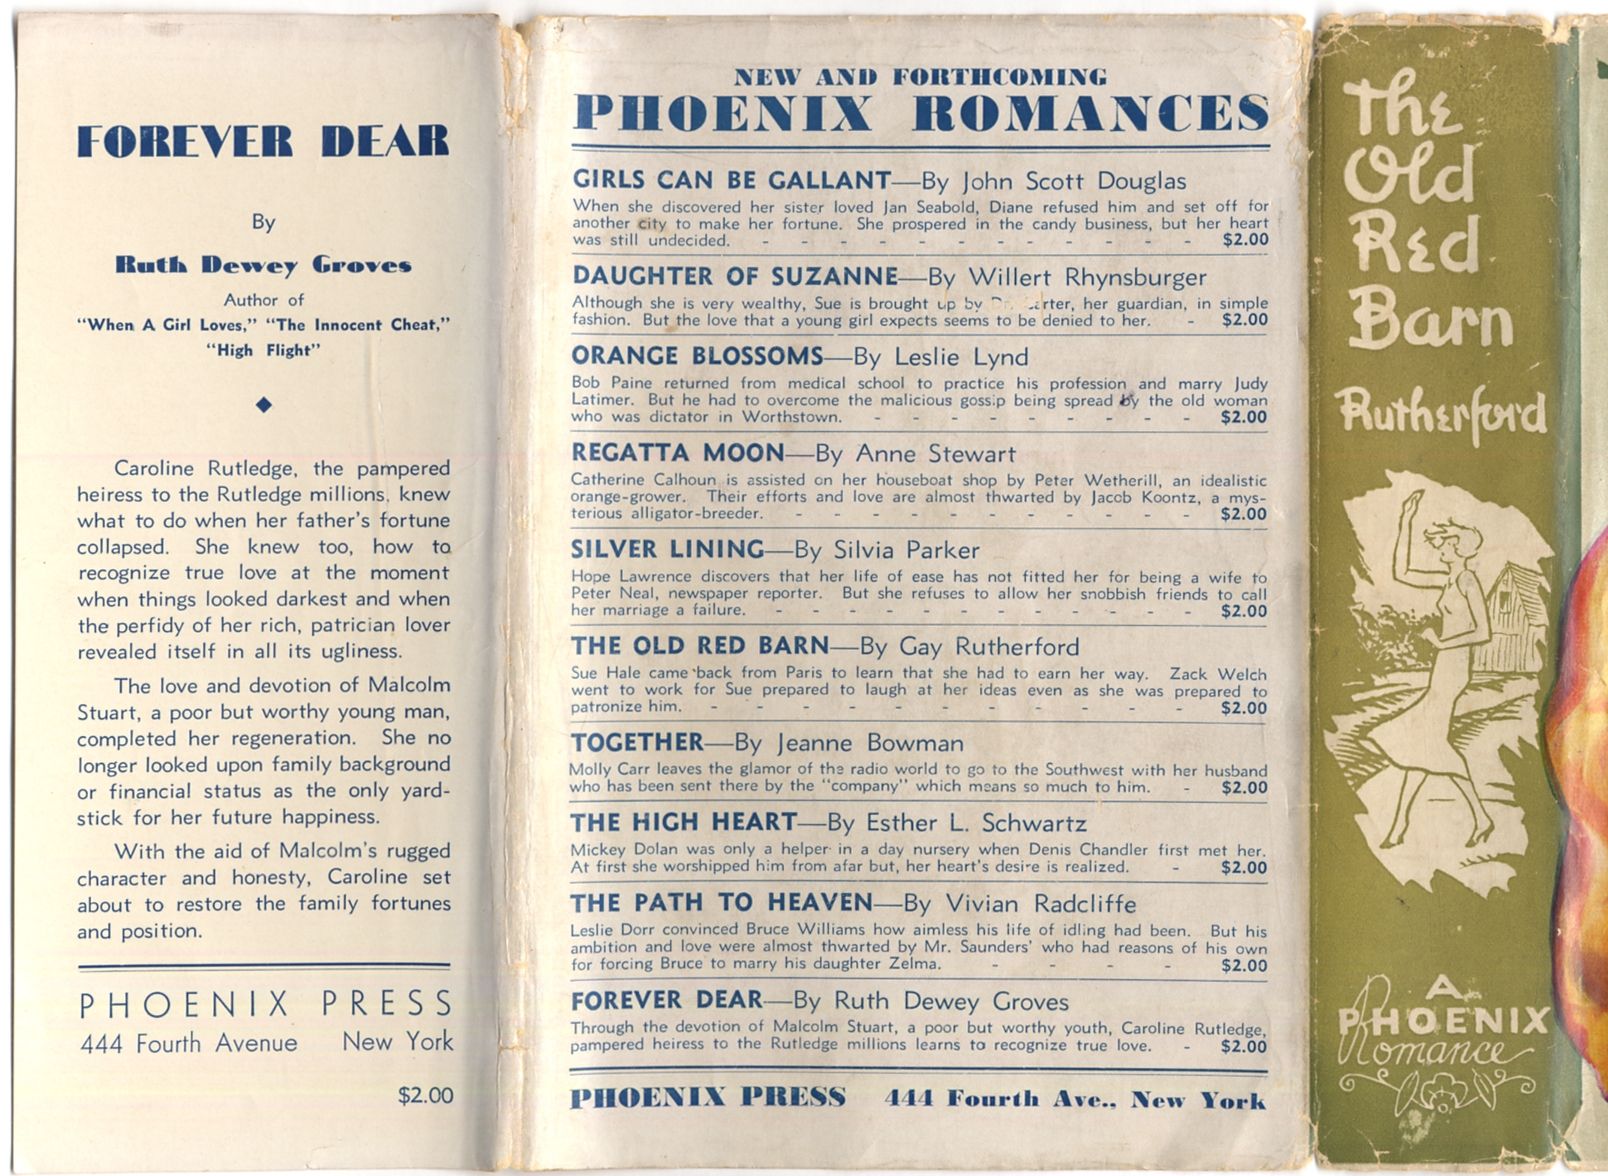 FOREVER DEAR
By
Ruth Dewey Groves
Author of
"When A Girl Loves," "The Innocent Cheat,"
"High Flight"
Caroline Rutledge, the pampered
heiress to the Rutledge millions, knew
what to do when her father's fortune
collapsed. She knew too, how to
recognize true love at the moment
when things looked darkest and when
the perfidy of her rich, patrician lover
revealed itself in all its ugliness.
The love and devotion of Malcolm
Stuart, a poor but worthy young man,
completed her regeneration. She no
longer looked upon family background
or financial status as the only yard-
stick for her future happiness.
With the aid of Malcolm's rugged
character and honesty, Caroline set
about to restore the family fortunes
and position.
PHOENIX PRESS
444 Fourth Avenue New York
$2.00
NEW AND FORTHCOMING
PHOENIX ROMANCES
GIRLS CAN BE GALLANT—By John Scott Douglas
When she discovered her sister loved Jan Seabold, Diane refused him and set off for
another city to make her fortune. She prospered in the candy business, but her heart
was still undecided. - - - - - - - - - - - - $2.00
DAUGHTER OF SUZANNE—By Willert Rhynsburger
Although she is very wealthy, Sue is brought up by her guardian, in simple
fashion. But the love that a young girl expects seems to be denied to her. - $2.00
ORANGE BLOSSOMS—By Leslie Lynd
Bob Paine returned from medical school to practice his profession and marry Judy
Latimer. But he had to overcome the malicious gossip being spread by the old woman
who was dictator in Worthstown. - - - - - - - - - $2.00
REGATTA MOON—By Anne Stewart
Catherine Calhoun is assisted on her houseboat shop by Peter Wetherill, an idealistic
orange-grower. Their efforts and love are almost thwarted by Jacob Koontz, a mys-
terious alligator-breeder. - - - - - - - - - - - $2.00
SILVER LINING—By Silvia Parker
Hope Lawrence discovers that her life of ease has not fitted her for being a wife to
Peter Neal, newspaper reporter. But she refuses to allow her snobbish friends to call
her marriage a failure. - - - - - - - - - - - - $2.00
THE OLD RED BARN—By Gay Rutherford
Sue Hale came back from Paris to learn that she had to earn her way. Zack Welch
went to work for Sue prepared to laugh at her ideas even as she was prepared to
patronize him. - - - - - - - - - - - - - $2.00
TOGETHER—By Jeanne Bowman
Molly Carr leaves the glamor of the radio world to go to the Southwest with her husband
who has been sent there by the "company" which means so much to him. - $2.00
THE HIGH HEART—By Esther L. Schwartz
Mickey Dolan was only a helper in a day nursery when Denis Chandler first met her.
At first she worshipped him from afar but, her heart's desire is realized. - $2.00
THE PATH TO HEAVEN—By Vivian Radcliffe
Leslie Dorr convinced Bruce Williams how aimless his life of idling had been. But his
ambition and love were almost thwarted by Mr. Saunders' who had reasons of his own
for forcing Bruce to marry his daughter Zelma. - - - - - $2.00
FOREVER DEAR—By Ruth Dewey Groves
Through the devotion of Malcolm Stuart, a poor but worthy youth, Caroline Rutledge,
pampered heiress to the Rutledge millions learns to recognize true love. - $2.00
PHOENIX PRESS 444 Fourth Ave., New York
The
Old
Red
Barn
Rutherford
A
PHOENIX
Romance